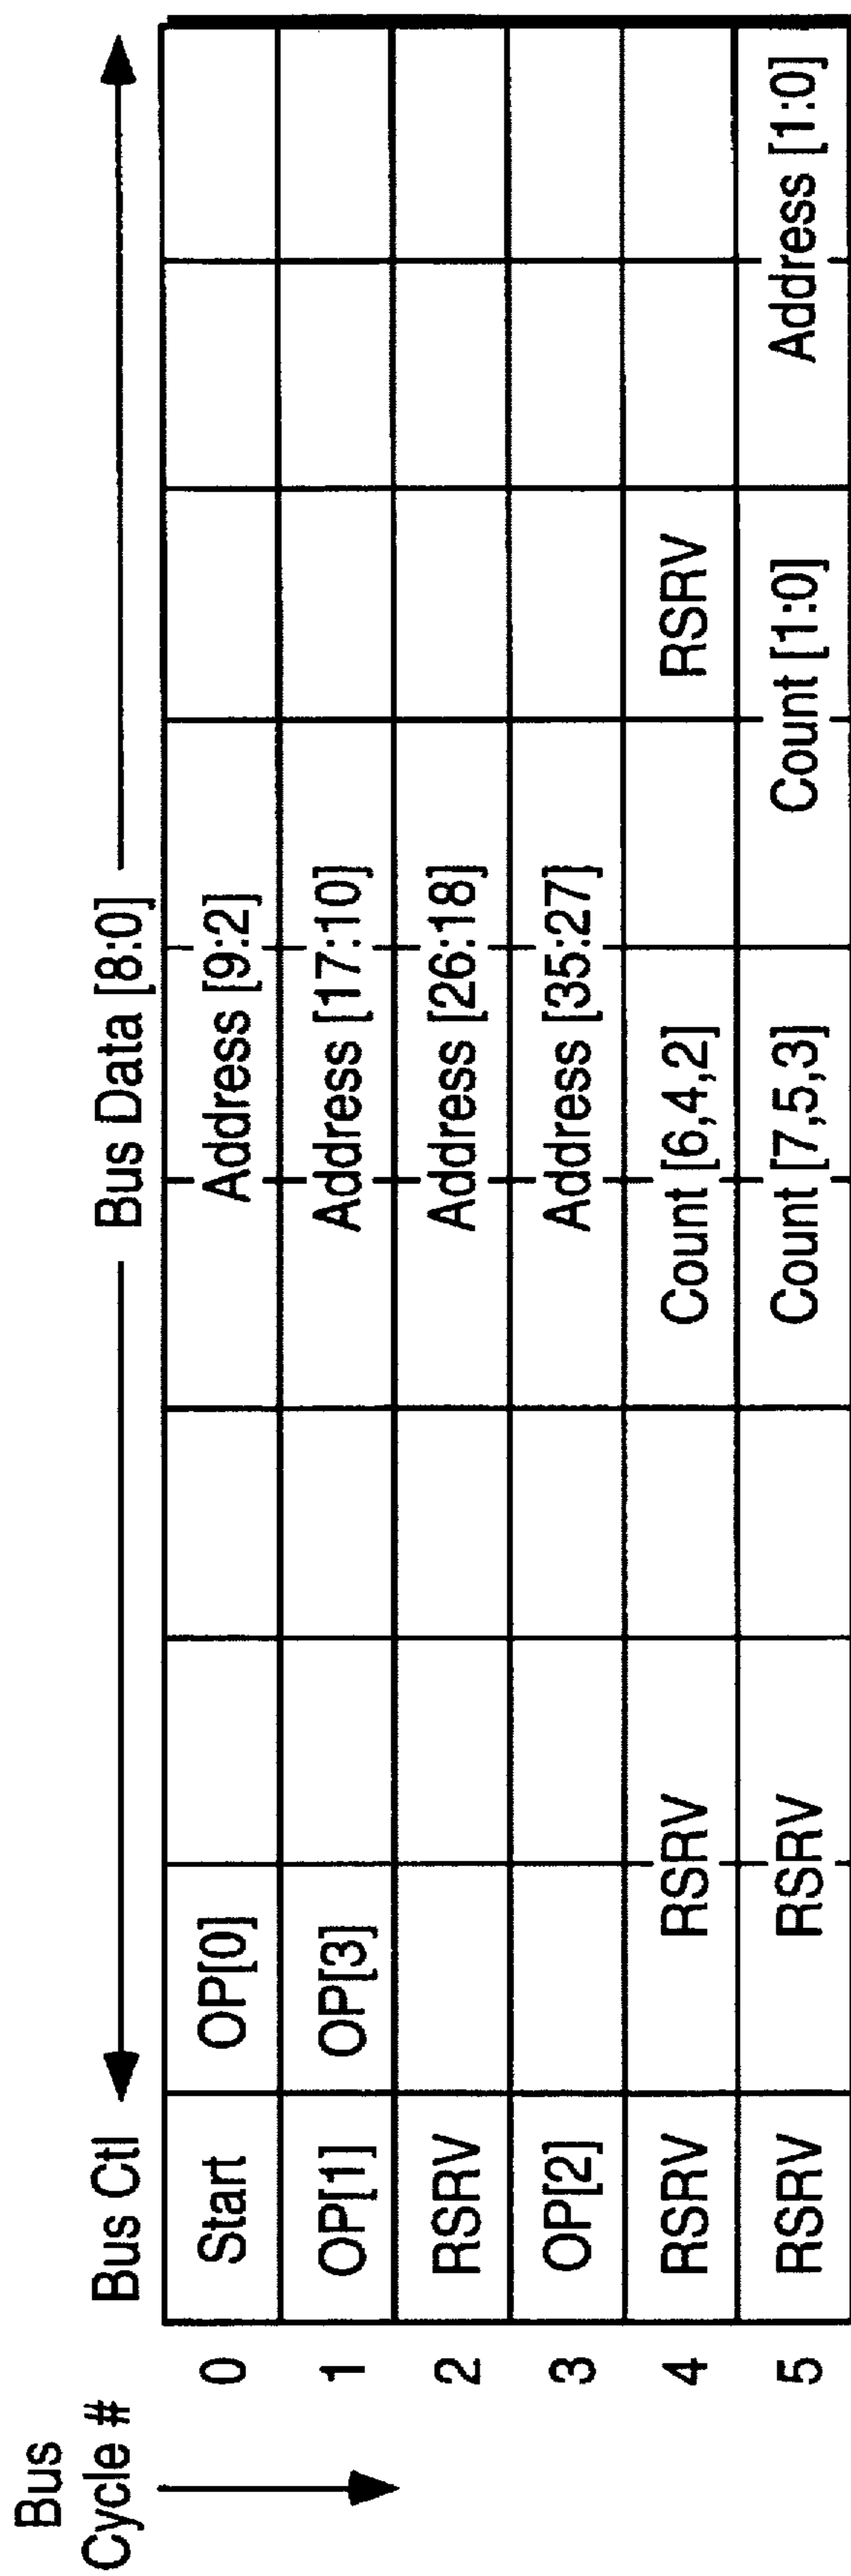 Bus
Cycle #
Bus Ctl
Bus Data [8:0]
0 Start OP[0] Address [9:2]
1 OP[1] OP[3] Address [17:10]
2 RSRV Address [26:18]
3 OP[2] Address [35:27]
4 RSRV RSRV Count [6,4,2] RSRV
5 RSRV RSRV Count [7,5,3] Count [1:0] Address [1:0]